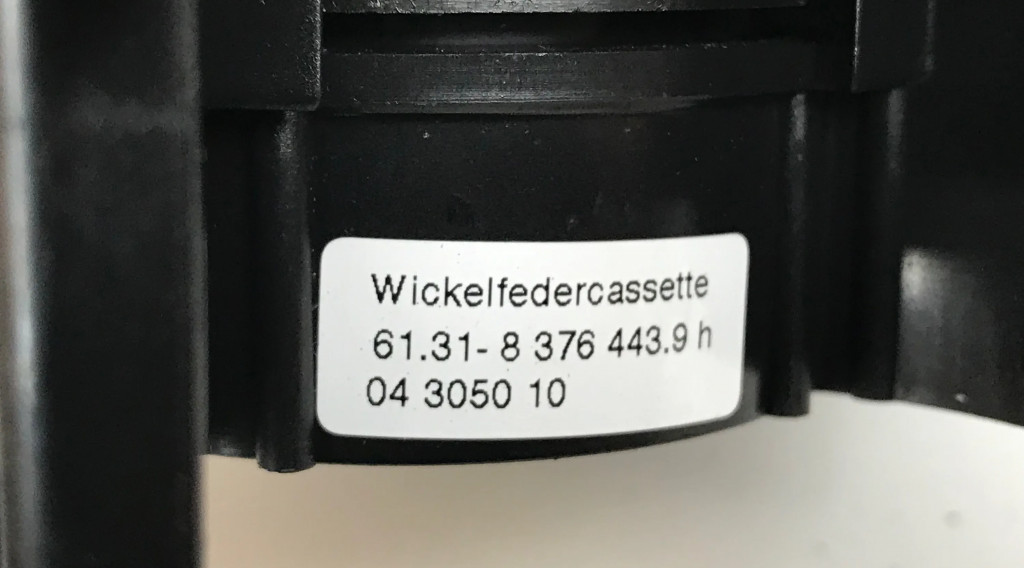 Wickelfedercassette
61.31- 8 376 443.9 h
04 3050 10